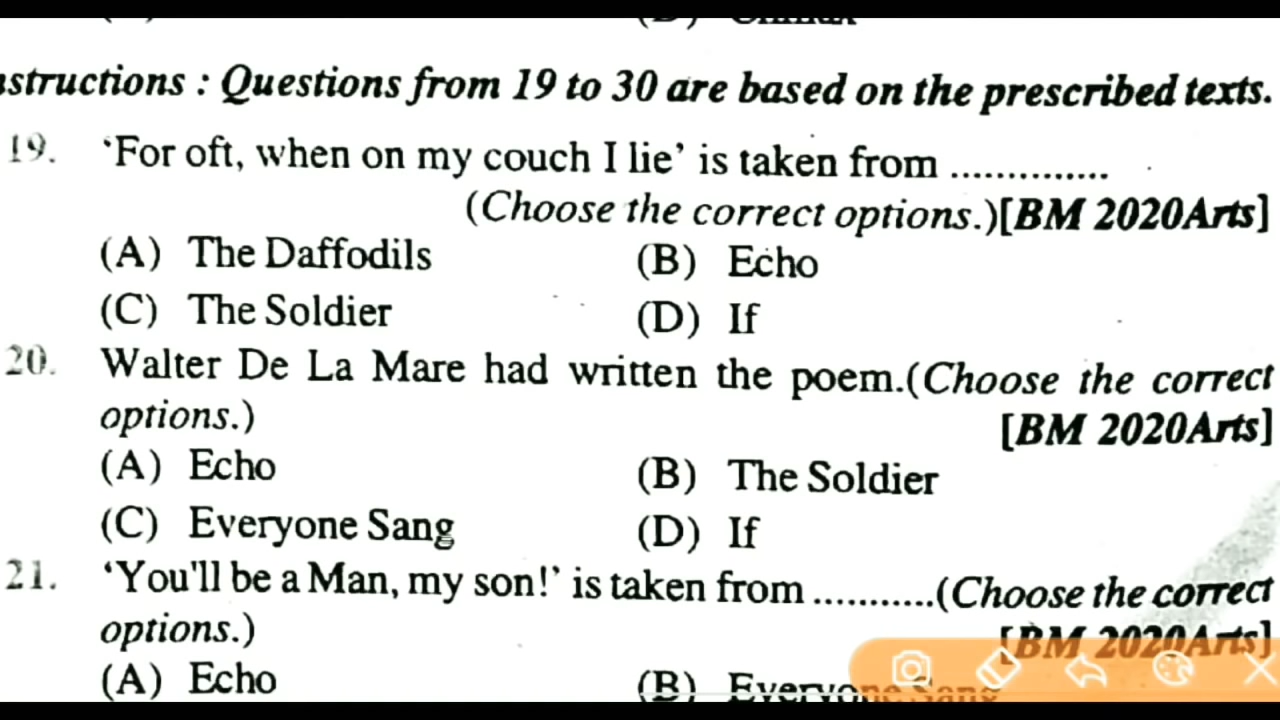 structions : Questions from 19 to 30 are based on the prescribed texts.
19. ‘For oft, when on my couch I lie’ is taken from ..............
(Choose the correct options.)[BM 2020Arts]
(A) The Daffodils (B) Echo
(C) The Soldier (D) If
20. Walter De La Mare had written the poem.(Choose the correct
options.) [BM 2020Arts]
(A) Echo (B) The Soldier
(C) Everyone Sang (D) If
21. ‘You'll be a Man, my son!’ is taken from ...........(Choose the correct
options.) [BM 2020Arts]
(A) Echo (B) Everyone Sang